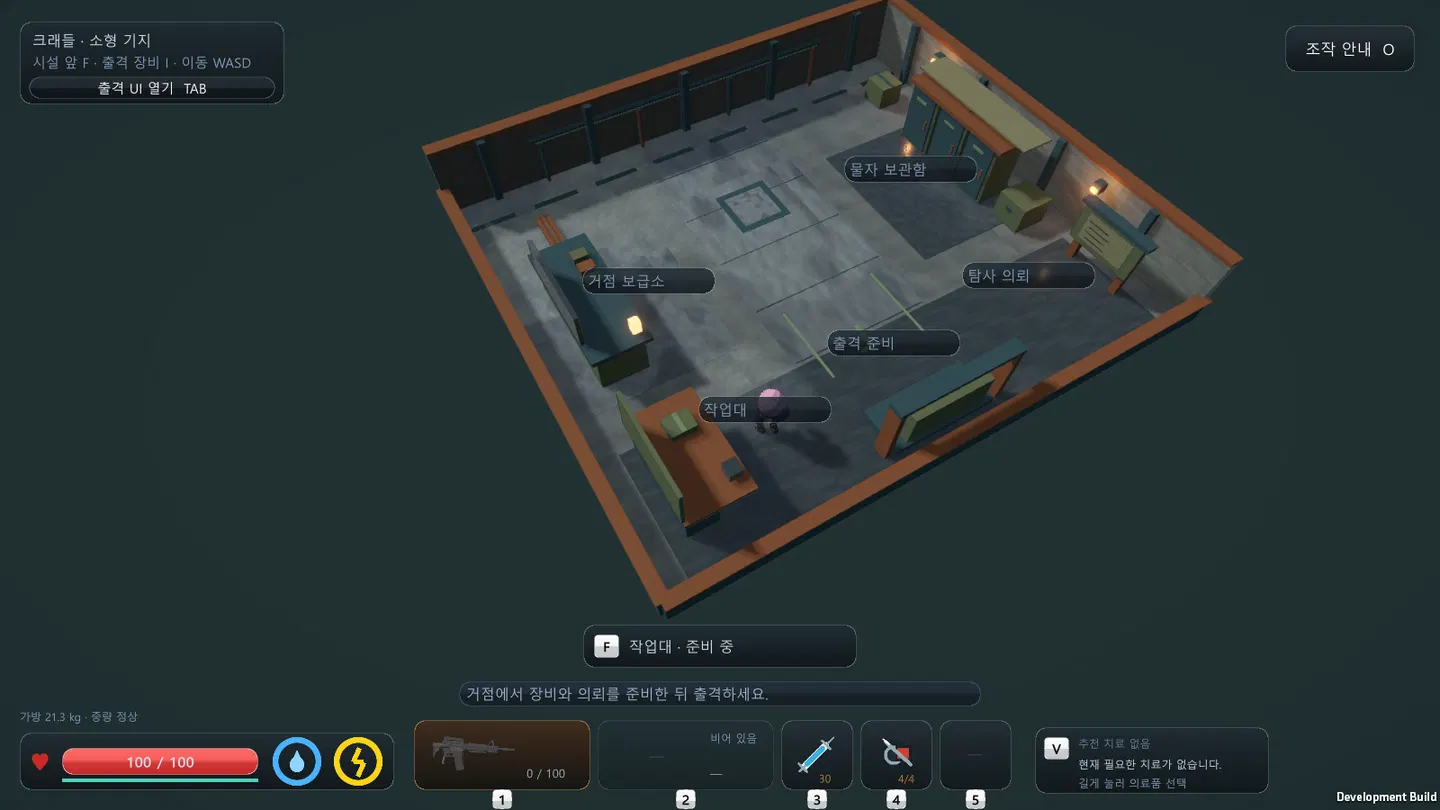 크래들 · 소형 기지
시설 앞 F · 출격 장비 I · 이동 WASD
출격 UI 열기 TAB
조작 안내 O
물자 보관함
거점 보급소
탐사 의뢰
출격 준비
작업대
F 작업대 · 준비 중
거점에서 장비와 의뢰를 준비한 뒤 출격하세요.
가방 21.3 kg · 중량 정상
100 / 100
0 / 100
1
비어 있음
—
—
2
30
3
4/4
4
—
5
V 추천 치료 없음
현재 필요한 치료가 없습니다.
길게 눌러 의료품 선택
Development Build